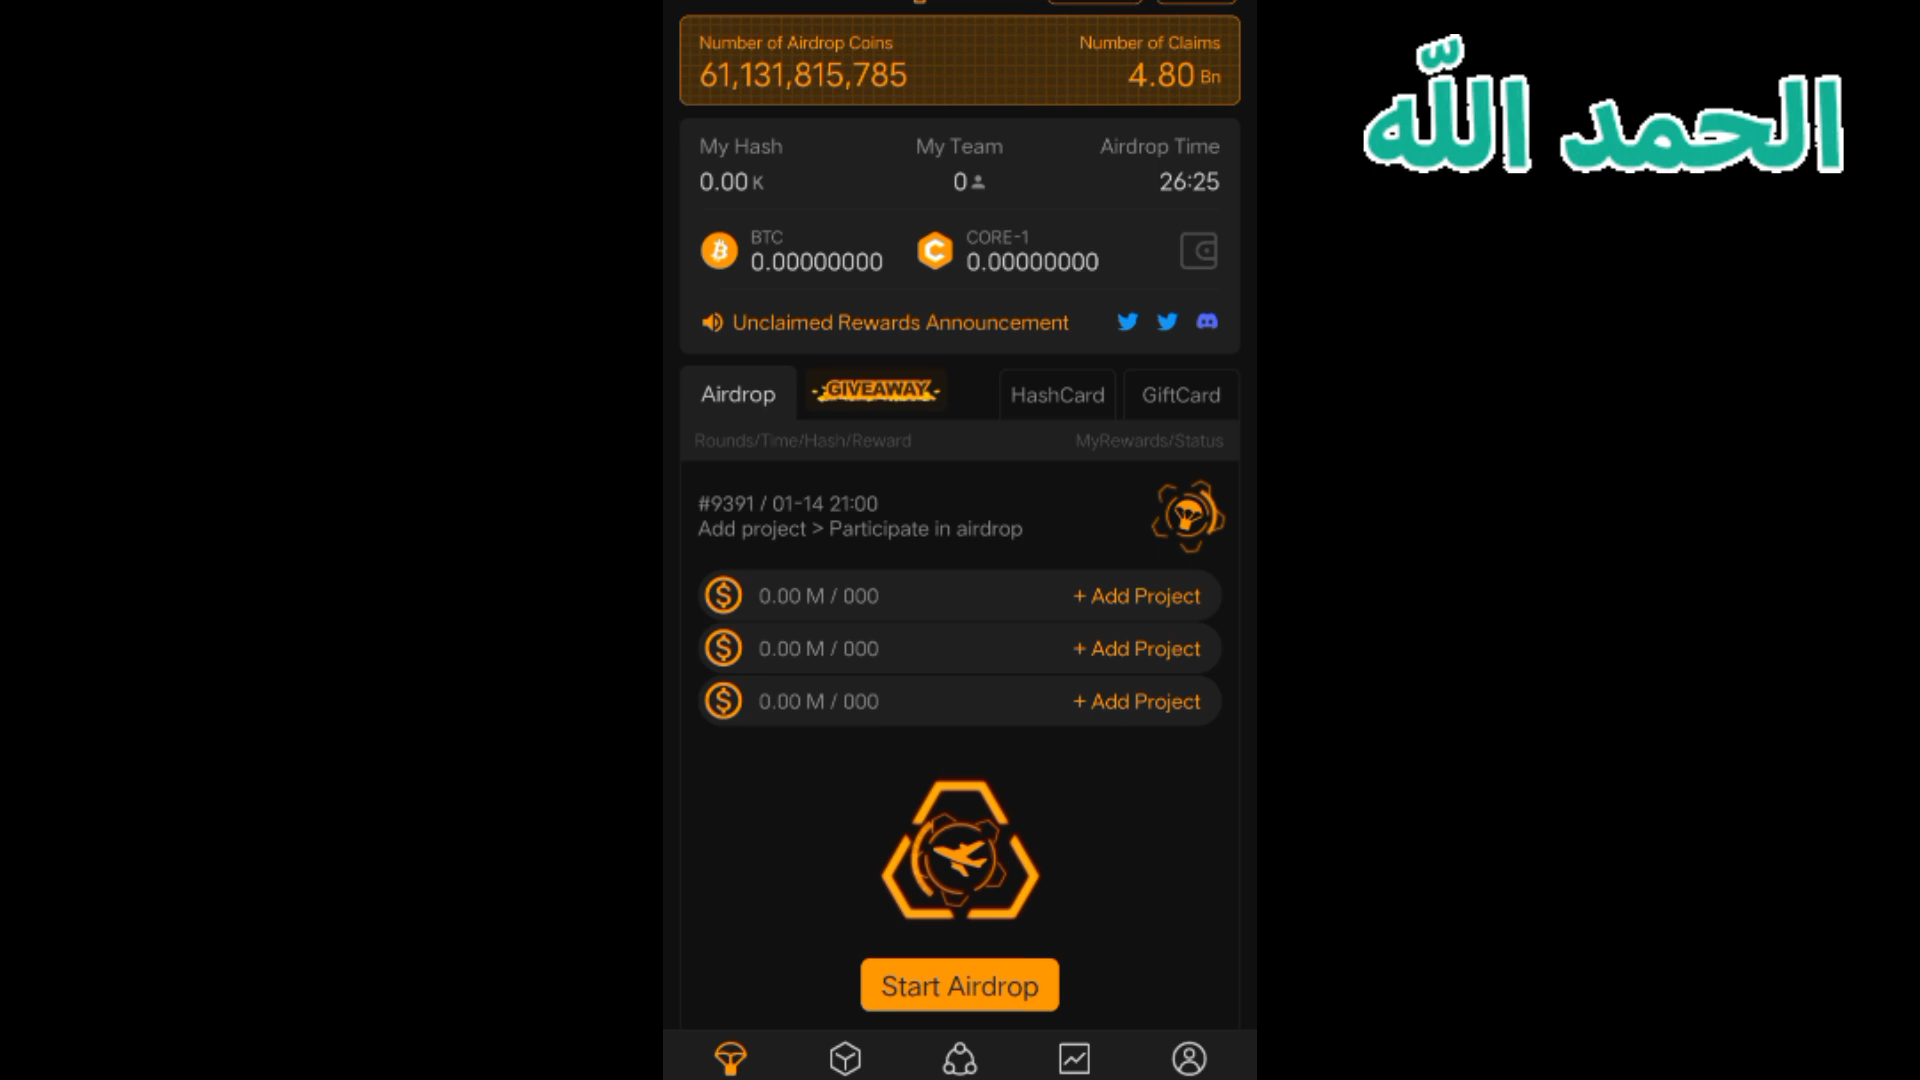 Number of Airdrop Coins
Number of Claims
61,131,815,785
4.80 Bn
My Hash
My Team
Airdrop Time
0.00 K
0
26:25
BTC
0.00000000
CORE-1
0.00000000
Unclaimed Rewards Announcement
Airdrop
GIVEAWAY
HashCard
GiftCard
Rounds/Time/Hash/Reward
MyRewards/Status
#9391 / 01-14 21:00
Add project > Participate in airdrop
0.00 M / 000
+ Add Project
0.00 M / 000
+ Add Project
0.00 M / 000
+ Add Project
Start Airdrop
الحمد اللّه